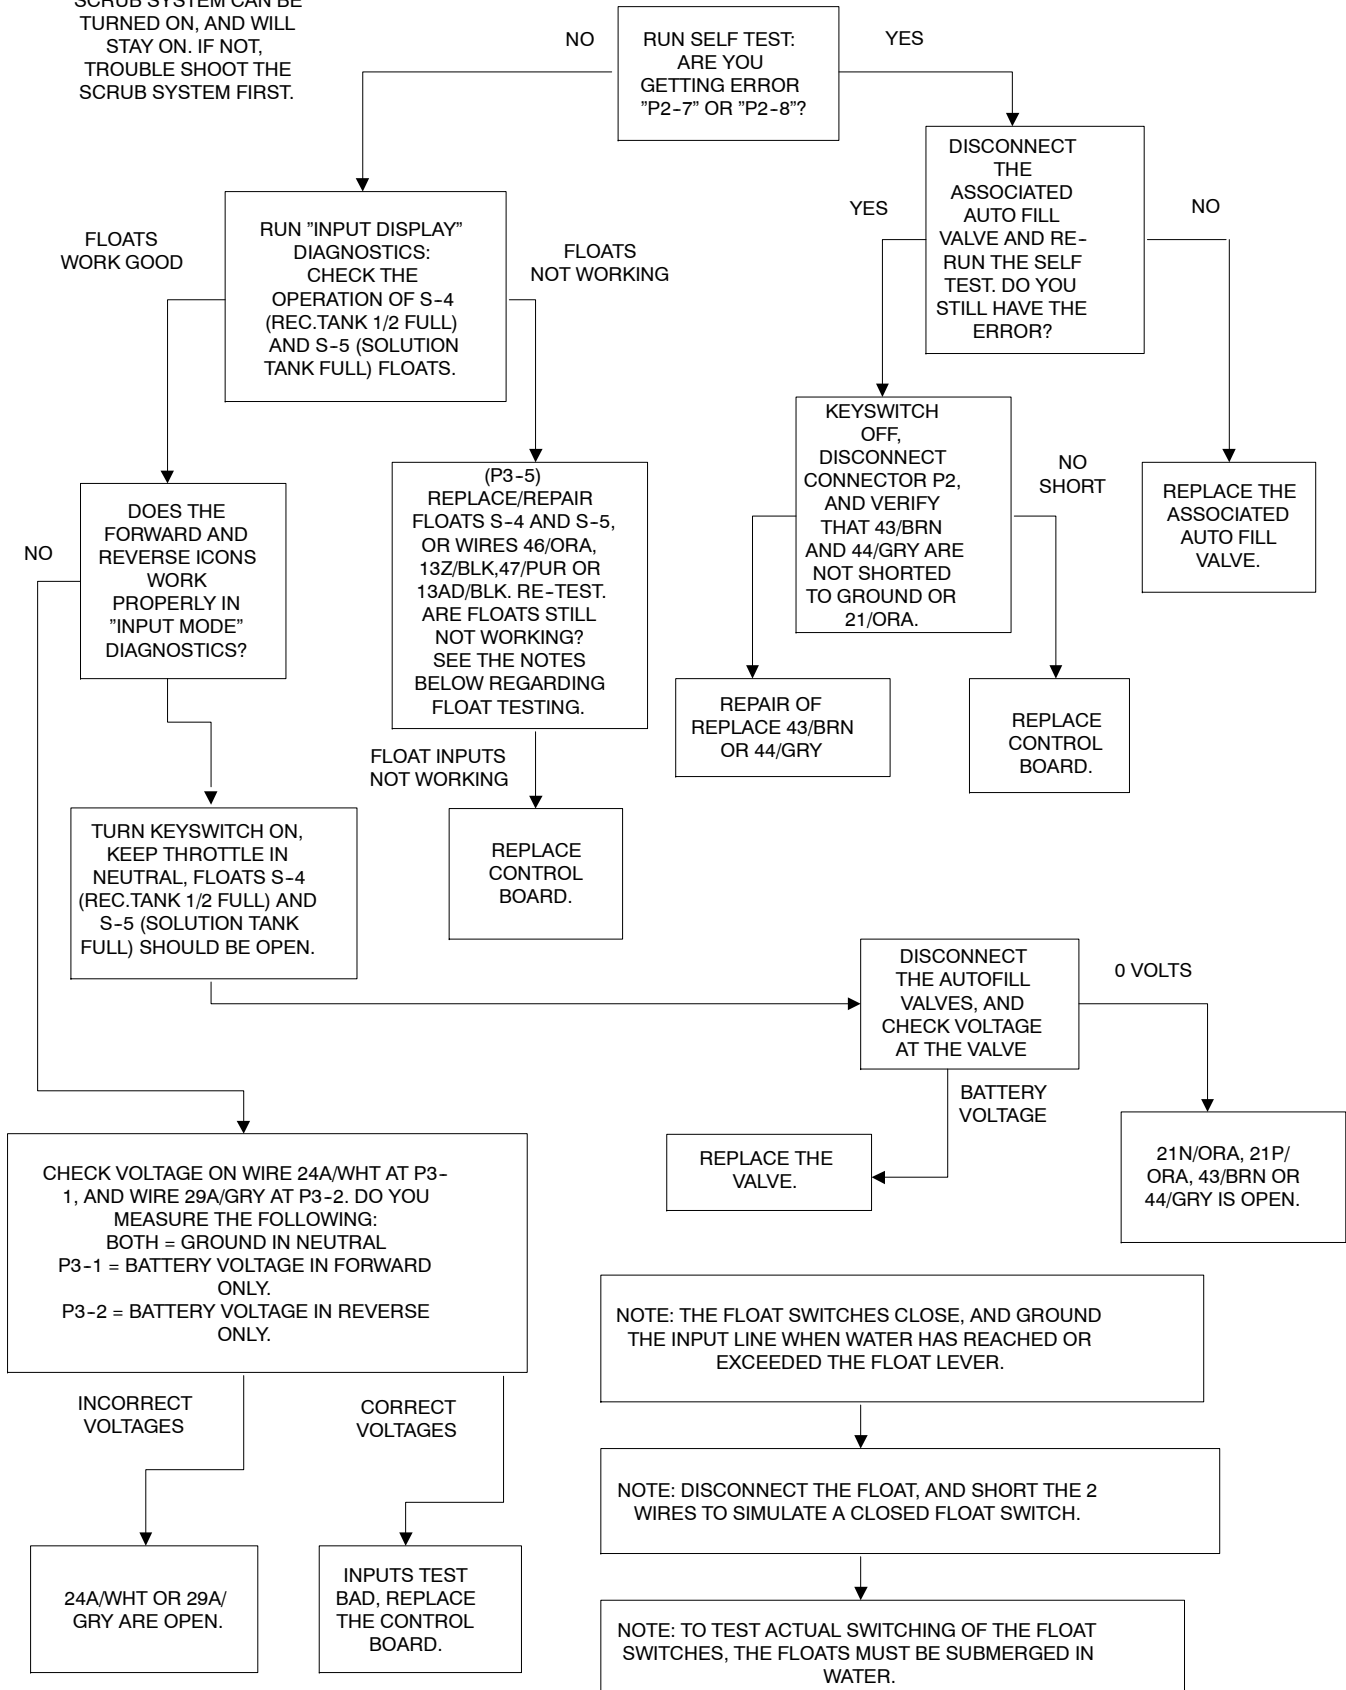 SCRUB SYSTEM CAN BE
TURNED ON, AND WILL
STAY ON. IF NOT,
TROUBLE SHOOT THE
SCRUB SYSTEM FIRST.
NO
RUN SELF TEST:
ARE YOU
GETTING ERROR
"P2-7" OR "P2-8"?
YES
DISCONNECT
THE
ASSOCIATED
AUTO FILL
VALVE AND RE-
RUN THE SELF
TEST. DO YOU
STILL HAVE THE
ERROR?
YES
NO
FLOATS
WORK GOOD
RUN "INPUT DISPLAY"
DIAGNOSTICS:
CHECK THE
OPERATION OF S-4
(REC.TANK 1/2 FULL)
AND S-5 (SOLUTION
TANK FULL) FLOATS.
FLOATS
NOT WORKING
KEYSWITCH
OFF,
DISCONNECT
CONNECTOR P2,
AND VERIFY
THAT 43/BRN
AND 44/GRY ARE
NOT SHORTED
TO GROUND OR
21/ORA.
NO
SHORT
REPLACE THE
ASSOCIATED
AUTO FILL
VALVE.
NO
DOES THE
FORWARD AND
REVERSE ICONS
WORK
PROPERLY IN
"INPUT MODE"
DIAGNOSTICS?
(P3-5)
REPLACE/REPAIR
FLOATS S-4 AND S-5,
OR WIRES 46/ORA,
13Z/BLK,47/PUR OR
13AD/BLK. RE-TEST.
ARE FLOATS STILL
NOT WORKING?
SEE THE NOTES
BELOW REGARDING
FLOAT TESTING.
REPAIR OF
REPLACE 43/BRN
OR 44/GRY
REPLACE
CONTROL
BOARD.
FLOAT INPUTS
NOT WORKING
TURN KEYSWITCH ON,
KEEP THROTTLE IN
NEUTRAL, FLOATS S-4
(REC.TANK 1/2 FULL) AND
S-5 (SOLUTION TANK
FULL) SHOULD BE OPEN.
REPLACE
CONTROL
BOARD.
DISCONNECT
THE AUTOFILL
VALVES, AND
CHECK VOLTAGE
AT THE VALVE
0 VOLTS
BATTERY
VOLTAGE
REPLACE THE
VALVE.
21N/ORA, 21P/
ORA, 43/BRN OR
44/GRY IS OPEN.
CHECK VOLTAGE ON WIRE 24A/WHT AT P3-
1, AND WIRE 29A/GRY AT P3-2. DO YOU
MEASURE THE FOLLOWING:
BOTH = GROUND IN NEUTRAL
P3-1 = BATTERY VOLTAGE IN FORWARD
ONLY.
P3-2 = BATTERY VOLTAGE IN REVERSE
ONLY.
NOTE: THE FLOAT SWITCHES CLOSE, AND GROUND
THE INPUT LINE WHEN WATER HAS REACHED OR
EXCEEDED THE FLOAT LEVER.
INCORRECT
VOLTAGES
CORRECT
VOLTAGES
NOTE: DISCONNECT THE FLOAT, AND SHORT THE 2
WIRES TO SIMULATE A CLOSED FLOAT SWITCH.
24A/WHT OR 29A/
GRY ARE OPEN.
INPUTS TEST
BAD, REPLACE
THE CONTROL
BOARD.
NOTE: TO TEST ACTUAL SWITCHING OF THE FLOAT
SWITCHES, THE FLOATS MUST BE SUBMERGED IN
WATER.